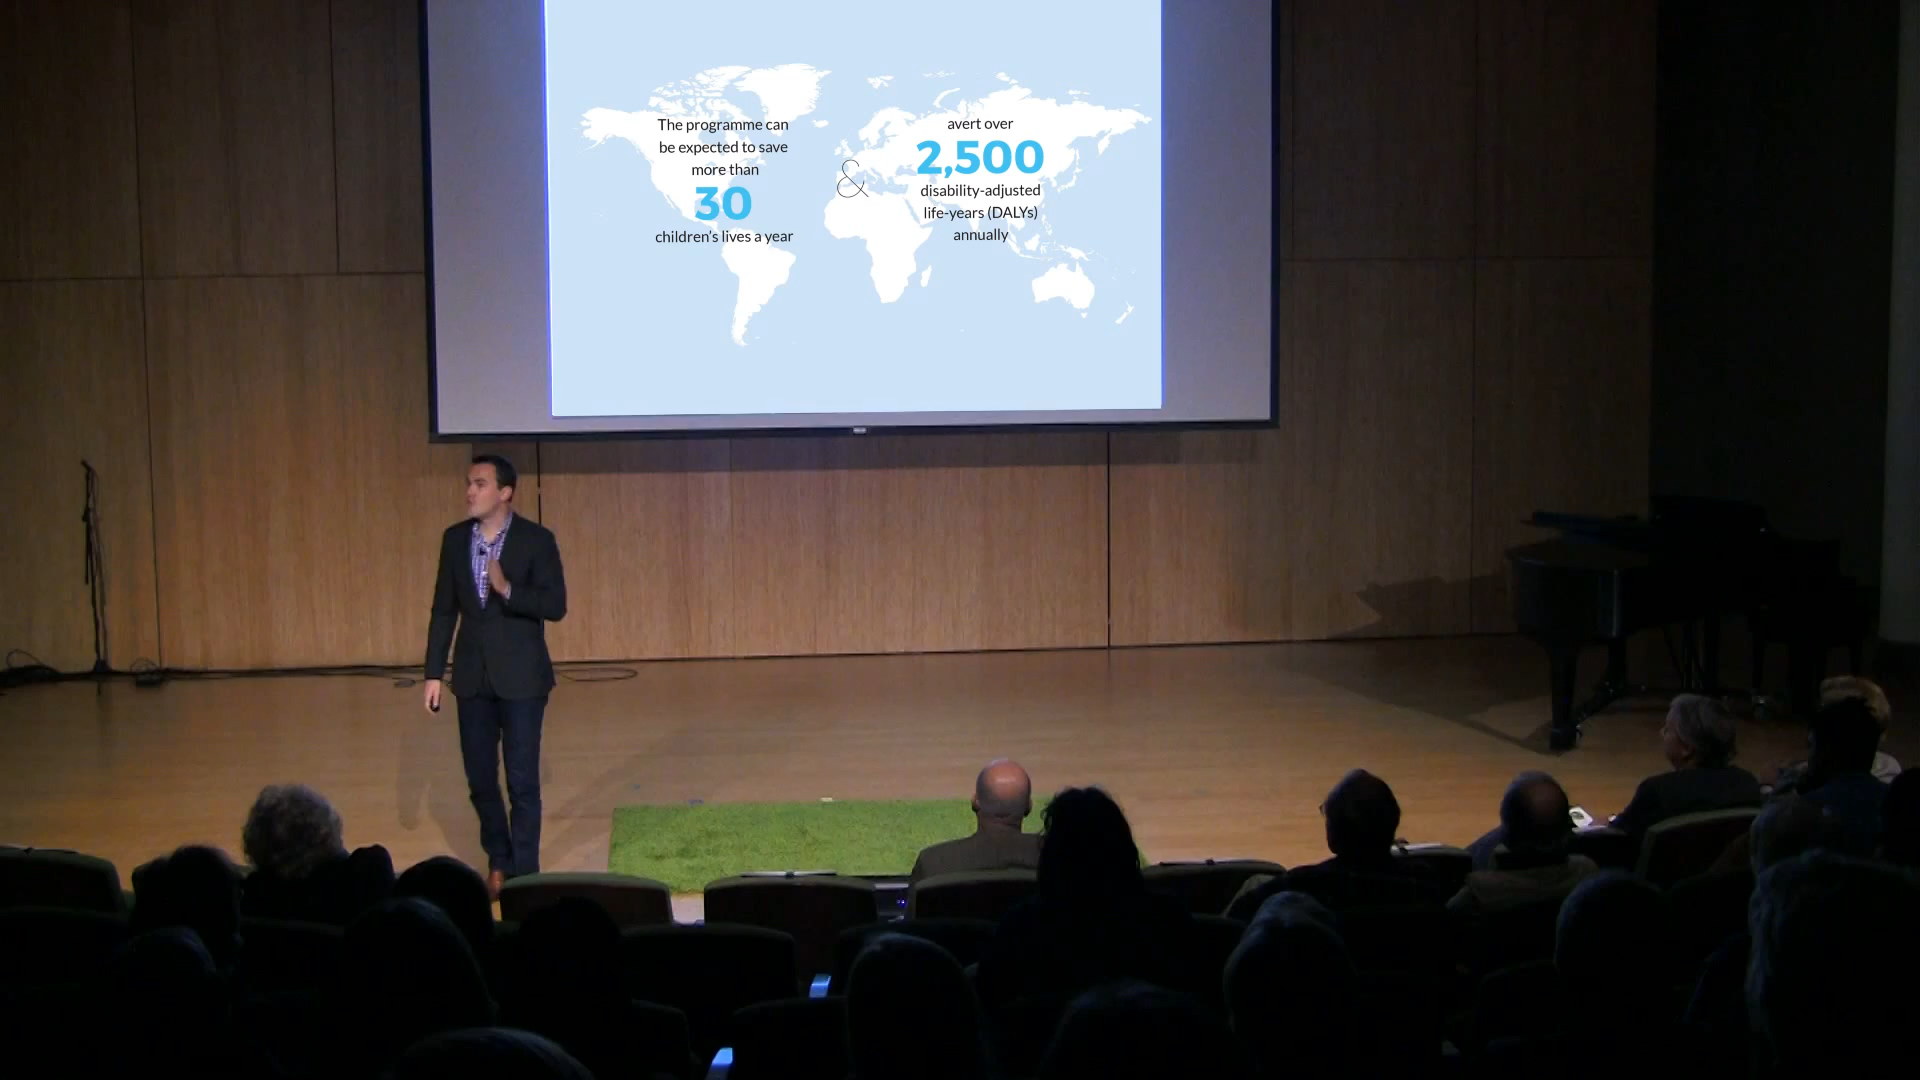 The programme can
be expected to save
more than
30
children's lives a year
&
avert over
2,500
disability-adjusted
life-years (DALYs)
annually